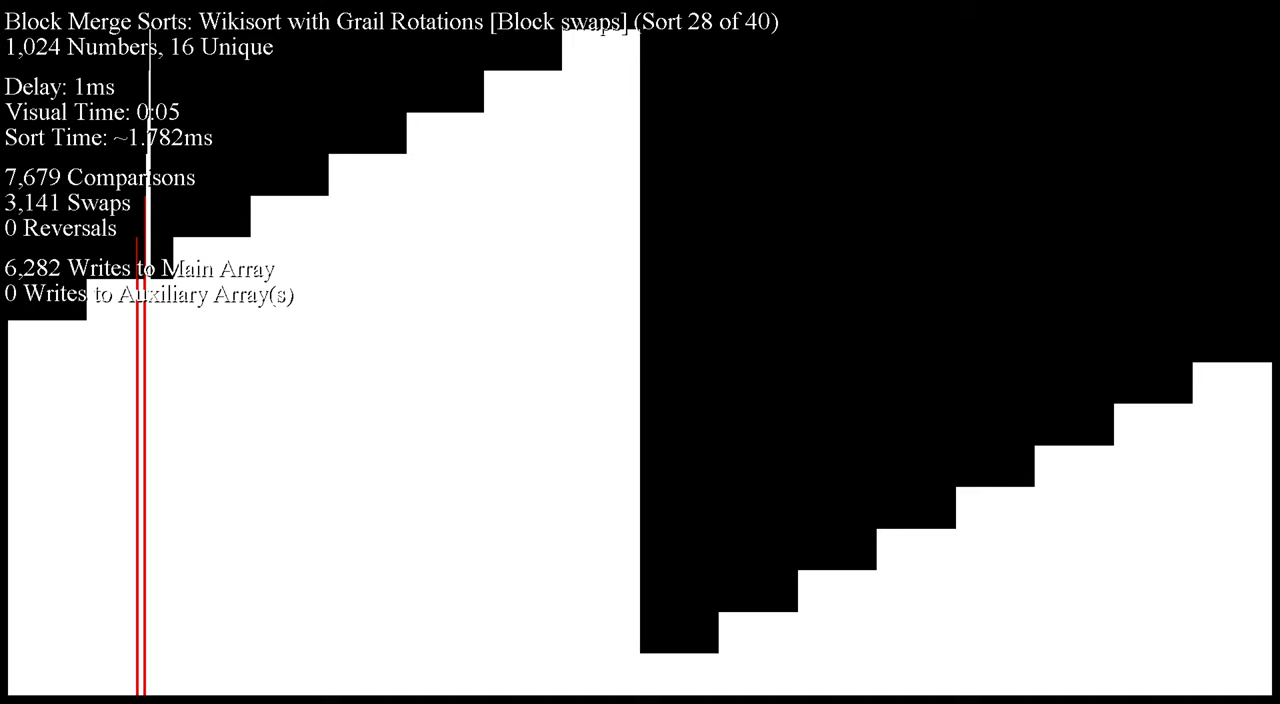 Block Merge Sorts: Wikisort with Grail Rotations [Block swaps] (Sort 28 of 40)
1,024 Numbers, 16 Unique
Delay: 1ms
Visual Time: 0:05
Sort Time: ~1.782ms
7,679 Comparisons
3,141 Swaps
0 Reversals
6,282 Writes to Main Array
0 Writes to Auxiliary Array(s)